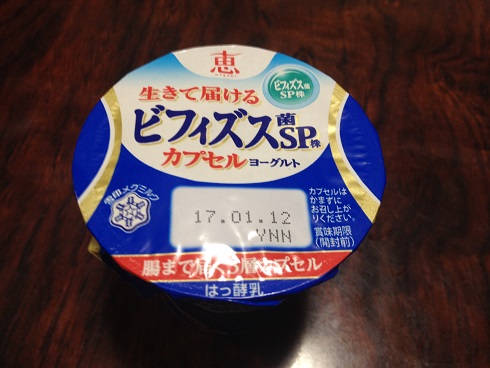 恵
ビフィズス菌
SP株
生きて届ける
ビフィズス菌SP株
カプセルヨーグルト
雪印メグミルク
カプセルは
かまずに
お召し上が
りください。
17.01.12
YNN
賞味期限
(開封前)
腸まで届く3層カプセル
はっ酵乳